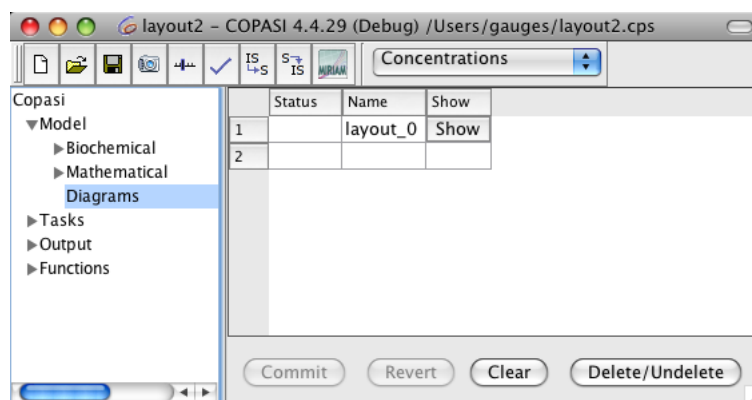 layout2 – COPASI 4.4.29 (Debug) /Users/gauges/layout2.cps
IS S S IS MIRIAM Concentrations
Copasi
Model
Biochemical
Mathematical
Diagrams
Tasks
Output
Functions
Status Name Show
1 layout_0 Show
2
Commit Revert Clear Delete/Undelete